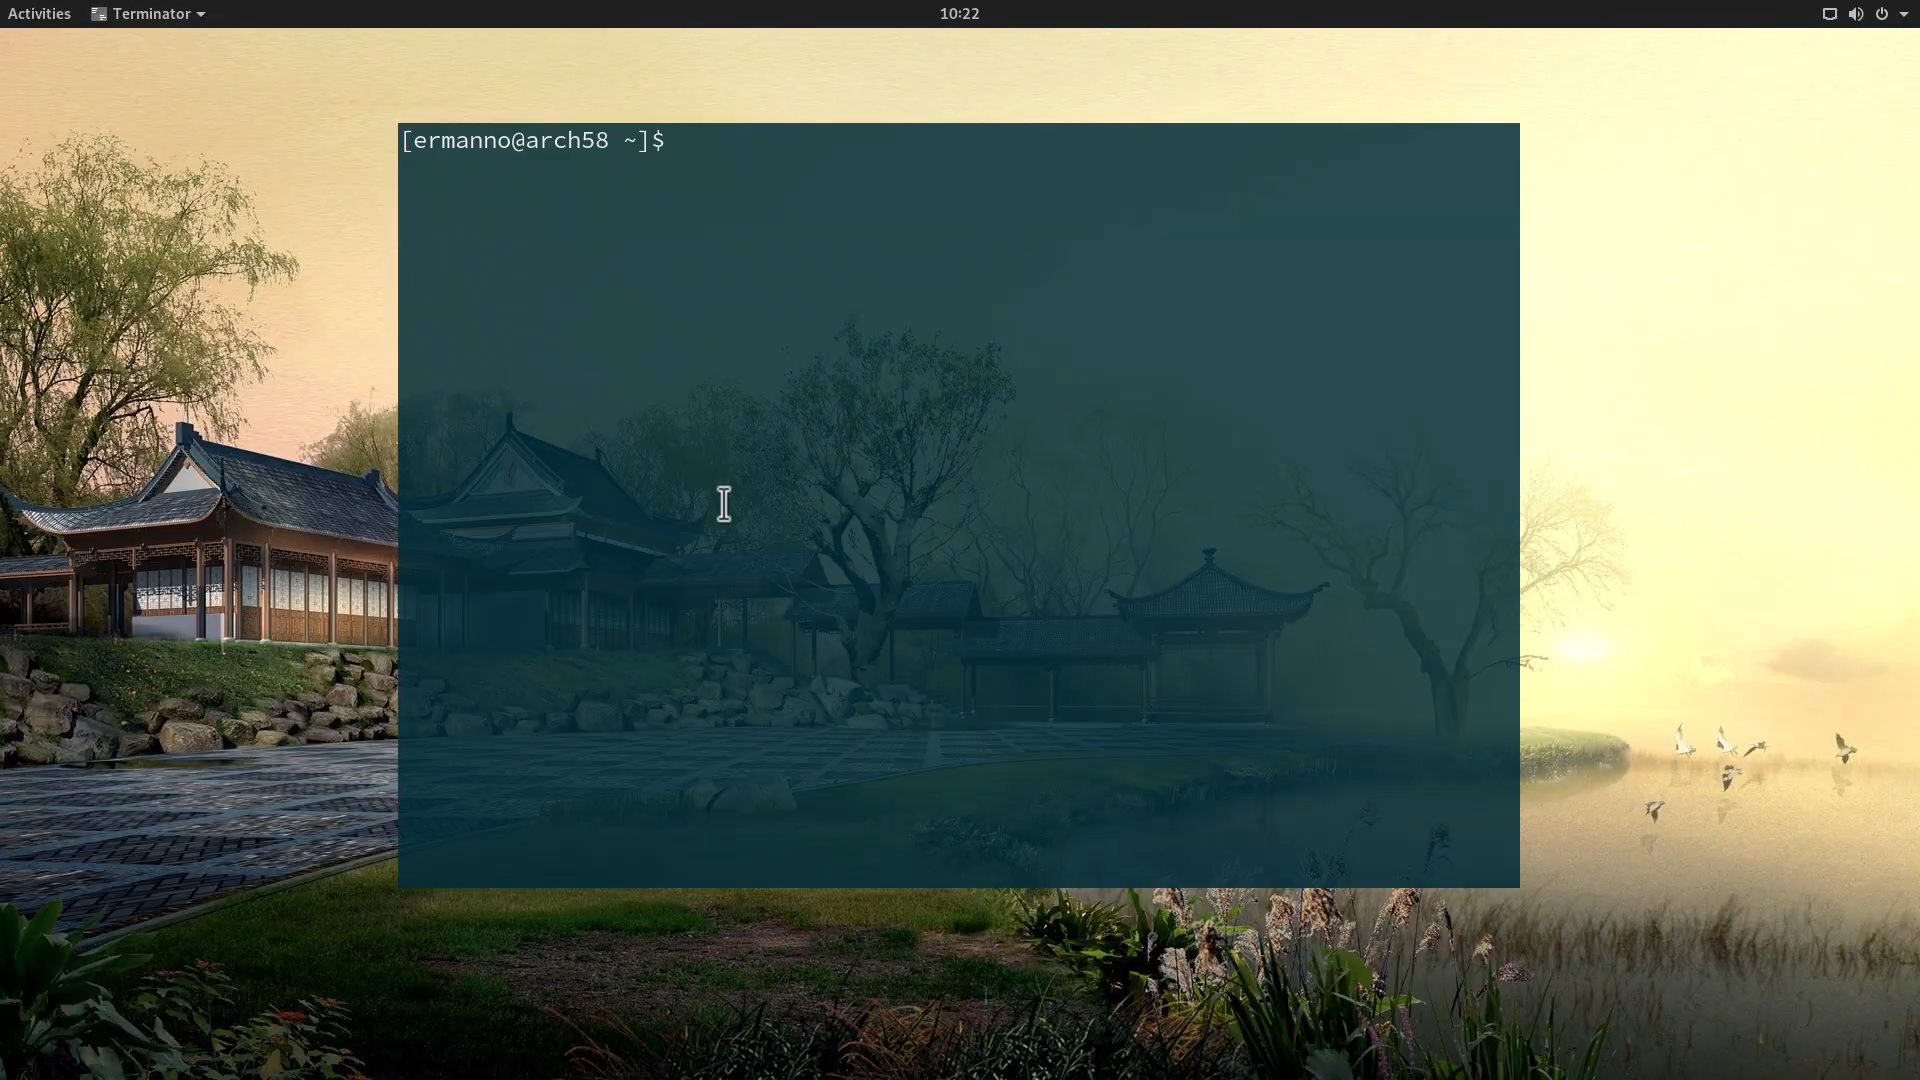 Activities Terminator 10:22
[ermanno@arch58 ~]$